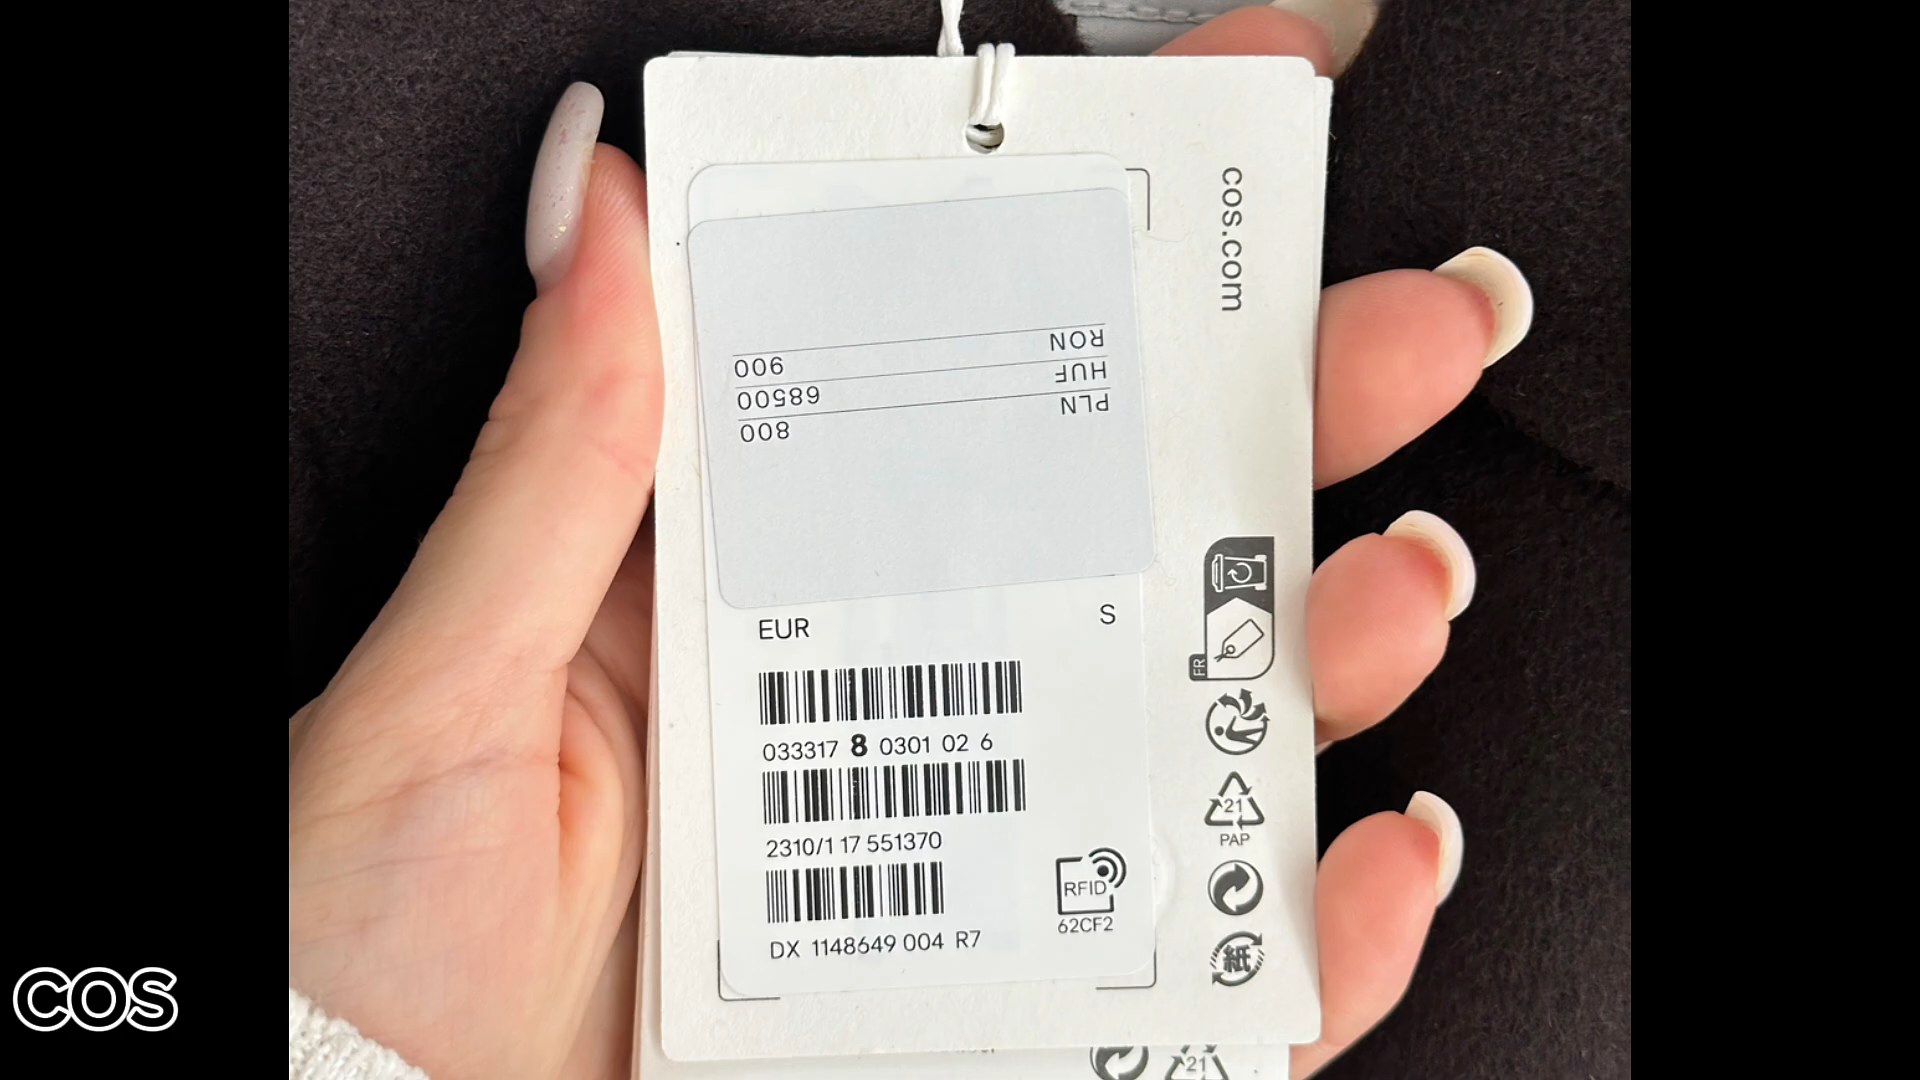 cos.com
PLN 800
HUF 68500
RON 900
EUR S
033317 8 0301 02 6
2310/1 17 551370
DX 1148649 004 R7
RFID
62CF2
FR
21
PAP
紙
21
COS